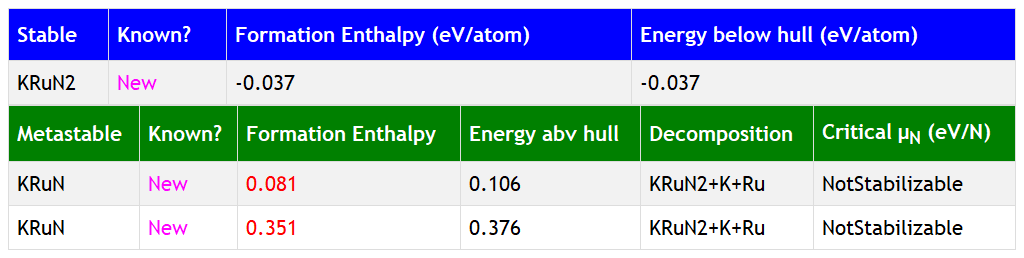 Stable Known? Formation Enthalpy (eV/atom) Energy below hull (eV/atom)
KRuN2 New -0.037 -0.037
Metastable Known? Formation Enthalpy Energy abv hull Decomposition Critical μN (eV/N)
KRuN New 0.081 0.106 KRuN2+K+Ru NotStabilizable
KRuN New 0.351 0.376 KRuN2+K+Ru NotStabilizable